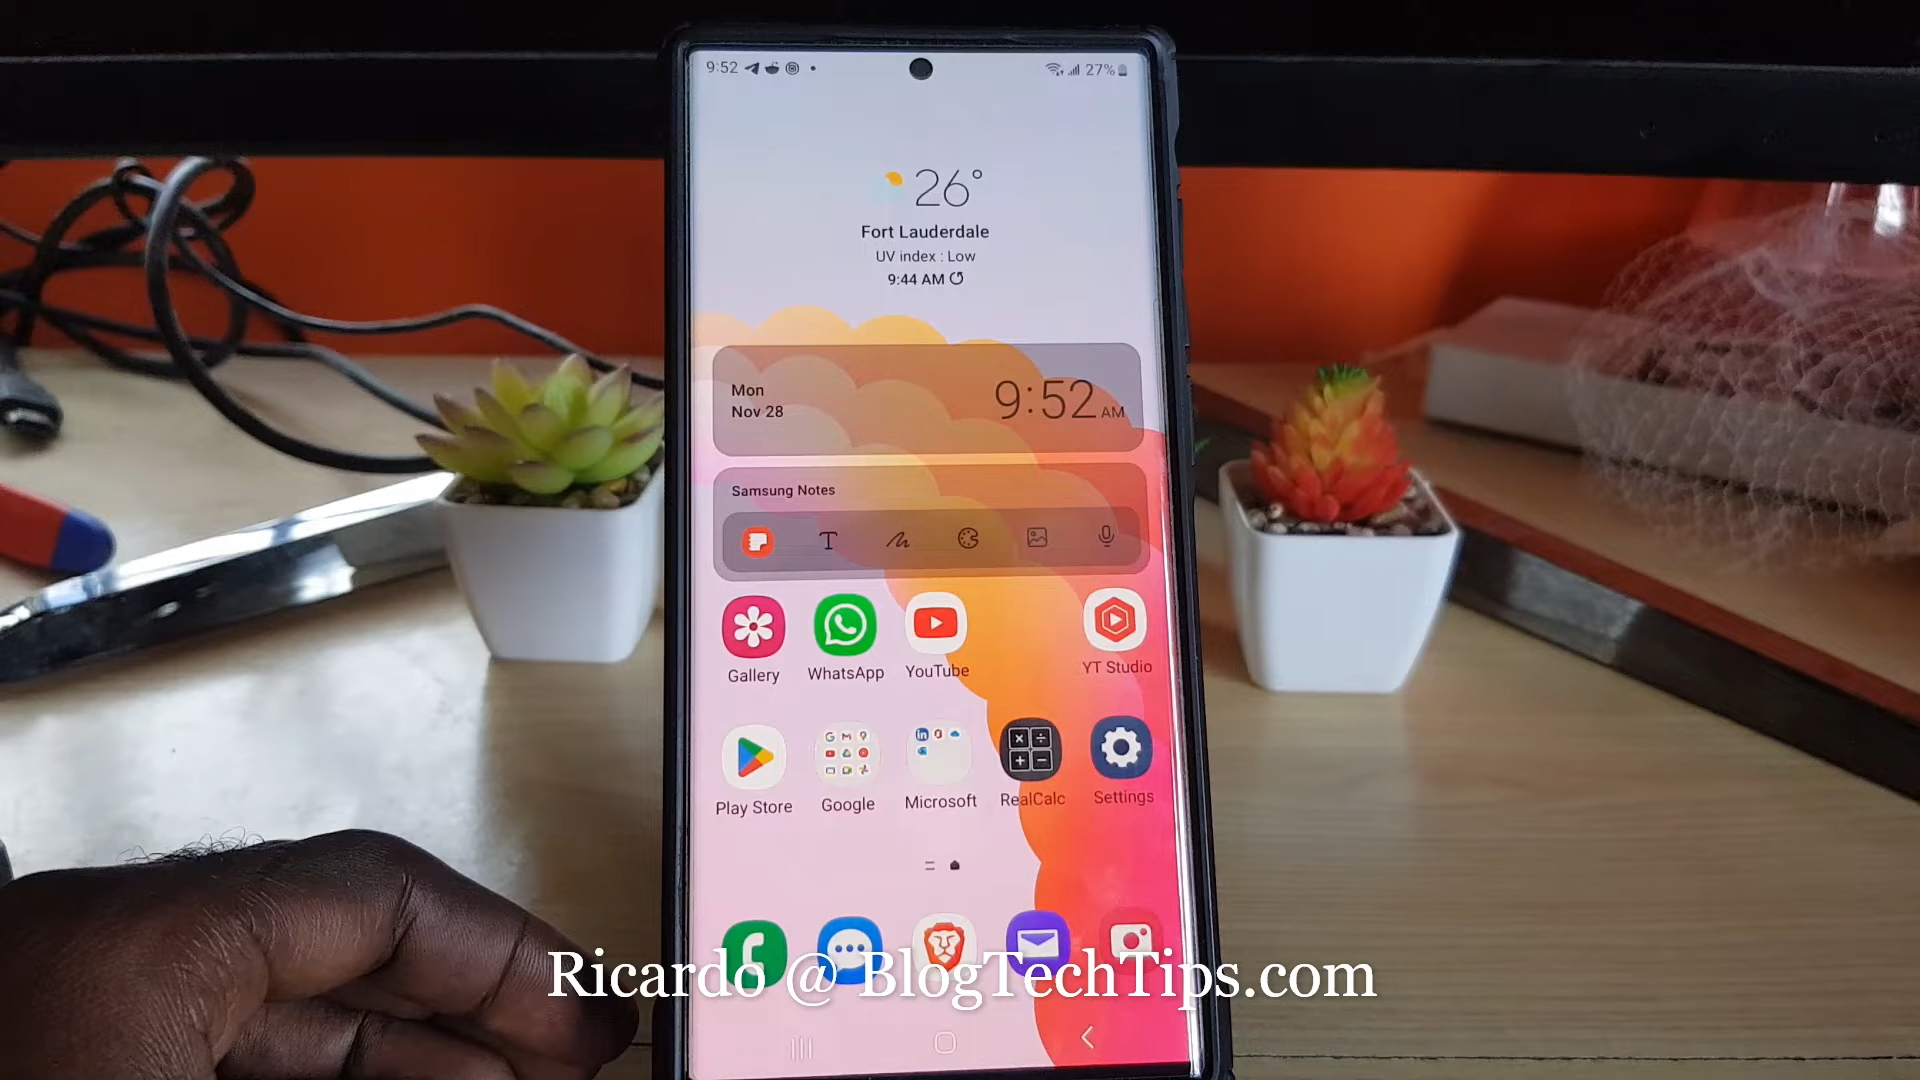 9:52
27%
26°
Fort Lauderdale
UV index : Low
9:44 AM
Mon
Nov 28
9:52 AM
Samsung Notes
T
Gallery
WhatsApp
YouTube
YT Studio
Play Store
Google
Microsoft
RealCalc
Settings
Ricardo @ BlogTechTips.com